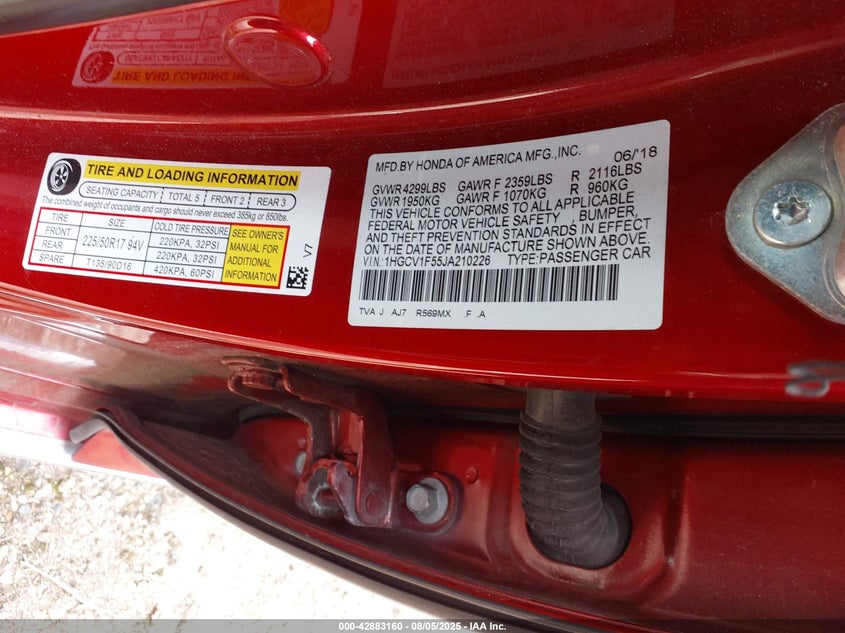 TIRE AND LOADING INFORMATION
SEATING CAPACITY TOTAL 5 FRONT 2 REAR 3
The combined weight of occupants and cargo should never exceed 385kg or 850lbs.
TIRE SIZE COLD TIRE PRESSURE
FRONT 225/50R17 94V 220KPA, 32PSI
REAR 220KPA, 32PSI
SPARE T135/90D16 420KPA, 60PSI
SEE OWNER'S
MANUAL FOR
ADDITIONAL
INFORMATION
V7
MFD.BY HONDA OF AMERICA MFG.,INC. 06/'18
GVWR 4299LBS GAWR F 2359LBS R 2116LBS
GVWR 1950KG GAWR F 1070KG R 960KG
THIS VEHICLE CONFORMS TO ALL APPLICABLE
FEDERAL MOTOR VEHICLE SAFETY , BUMPER,
AND THEFT PREVENTION STANDARDS IN EFFECT
ON THE DATE OF MANUFACTURE SHOWN ABOVE.
V.I.N: 1HGCV1F55JA210226 TYPE:PASSENGER CAR
TVA J AJ7 R569MX .F .A
TIRE AND LOADING INFORMATION
SEATING CAPACITY
000-42883160 - 08/05/2025 - IAA Inc.